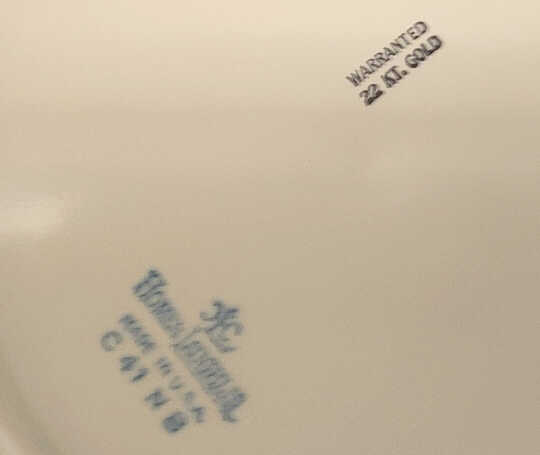 WARRANTED
22 KT. GOLD
Homer Laughlin
MADE IN U.S.A.
C 41 N 8